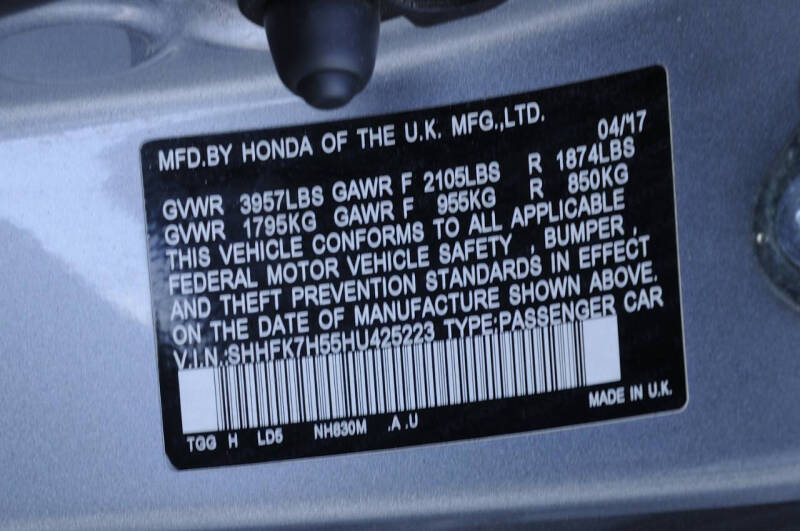 MFD.BY HONDA OF THE U.K. MFG.,LTD. 04/17
GVWR 3957LBS GAWR F 2105LBS R 1874LBS
GVWR 1795KG GAWR F 955KG R 850KG
THIS VEHICLE CONFORMS TO ALL APPLICABLE
FEDERAL MOTOR VEHICLE SAFETY , BUMPER ,
AND THEFT PREVENTION STANDARDS IN EFFECT
ON THE DATE OF MANUFACTURE SHOWN ABOVE.
V.I.N.:SHHFK7H55HU425223 TYPE:PASSENGER CAR
MADE IN U.K.
TGG H LD5 NH830M .A .U